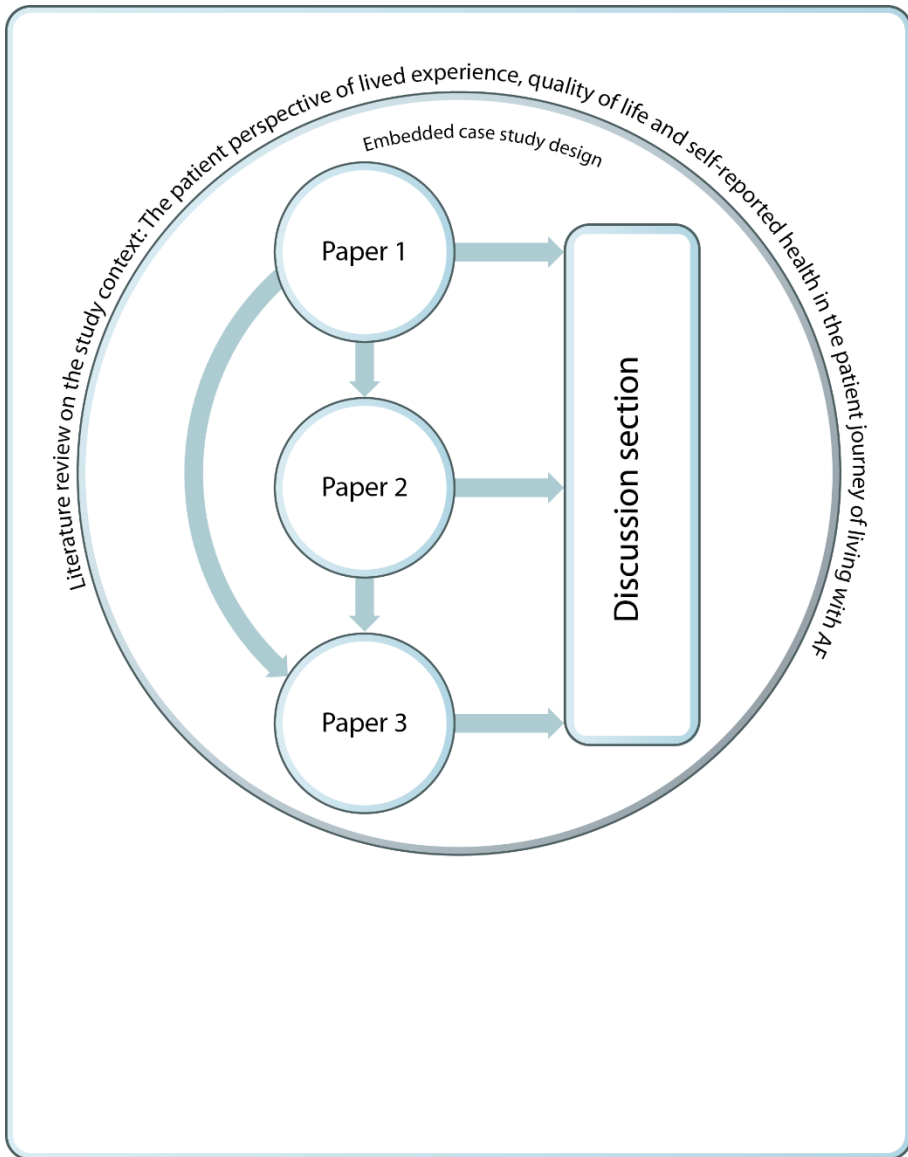 Literature review on the study context: The patient perspective of lived experience, quality of life and self-reported health in the patient journey of living with AF
Embedded case study design
Paper 1
Paper 2
Paper 3
Discussion section